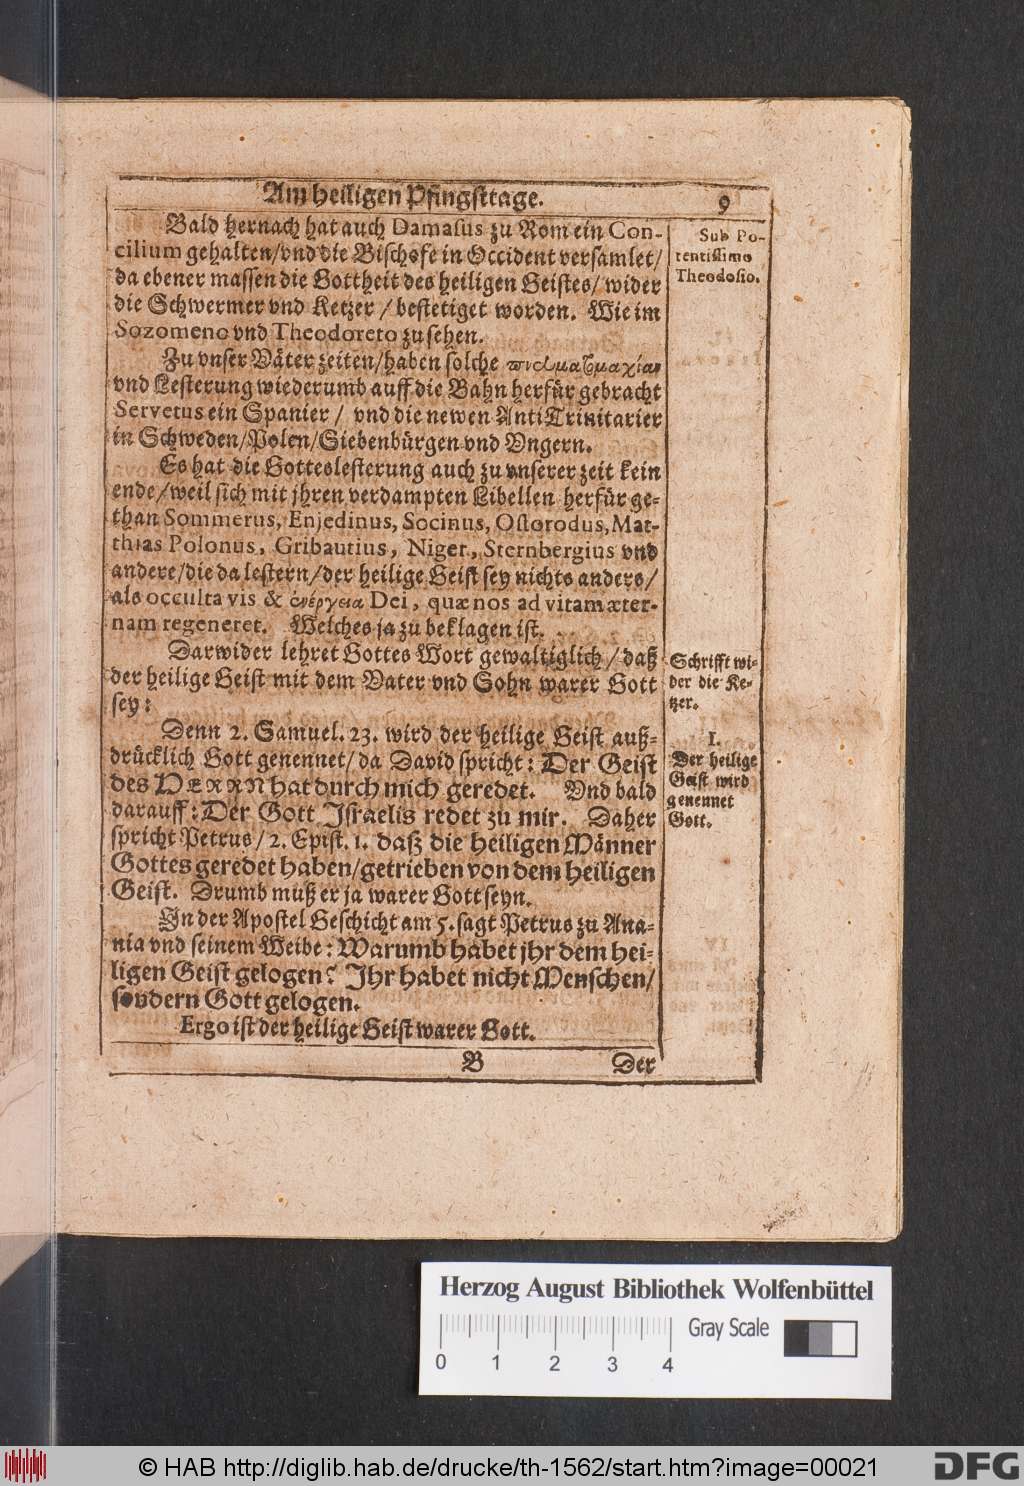 Am heiligen Pfingsttage.
9
Bald hernach hat auch Damasus zu Rom ein Con-
cilium gehalten/vnd die Bischofe in Occident versamlet/
da ebener massen die Gottheit des heiligen Geistes/ wider
die Schwermer vnd Ketzer / bestetiget worden. Wie im
Sozomeno vnd Theodoreto zu sehen.
Zu vnser Väter zeiten/haben solche πνευματομαχίαν
vnd Lesterung wiederumb auff die Bahn herfür gebracht
Servetus ein Spanier / vnd die newen AntiTrinitarier
in Schweden/Polen/Siebenbürgen vnd Vngern.
Es hat die Gotteslesterung auch zu vnserer zeit kein
ende/weil sich mit jhren verdampten Libellen herfür ge-
than Sommerus, Enjedinus, Socinus, Ostorodus, Mat-
thias Polonus, Gribautius, Niger, Sternbergius vnd
andere/die da lestern/der heilige Geist sey nichts anders/
als occulta vis & ἐνέργεια Dei, quæ nos ad vitam æter-
nam regeneret. Welches ja zu beklagen ist.
Darwider lehret Gottes Wort gewaltiglich/daß
der heilige Geist mit dem Vater vnd Sohn warer Gott
sey:
Denn 2. Samuel. 23. wird der heilige Geist auß-
drücklich Gott genennet/da David spricht: Der Geist
des HERRN hat durch mich geredet. Vnd bald
darauff: Der Gott Israelis redet zu mir. Daher
spricht Petrus/2. Epist. 1. daß die heiligen Männer
Gottes geredet haben/getrieben von dem heiligen
Geist. Drumb muß er ja warer Gott seyn.
In der Apostel Geschicht am 5. sagt Petrus zu Ana-
nia vnd seinem Weibe: Warumb habet jhr dem hei-
ligen Geist gelogen? Ihr habet nicht Menschen/
sondern Gott gelogen.
Ergo ist der heilige Geist warer Gott.
B
Der
Sub Po-
tentissimo
Theodosio.
Schrifft wi-
der die Ke-
tzer.
I.
Der heilige
Geist wird
genennet
Gott.
Herzog August Bibliothek Wolfenbüttel
Gray Scale
0 1 2 3 4
© HAB http://diglib.hab.de/drucke/th-1562/start.htm?image=00021
DFG